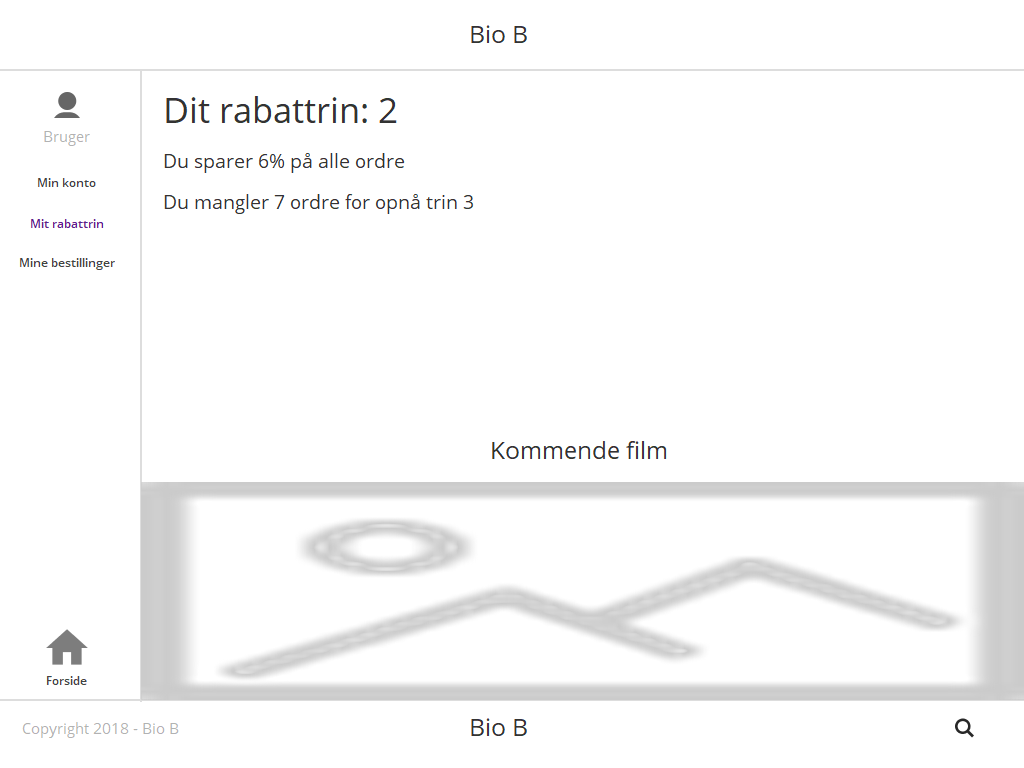 Bio B
Bruger
Min konto
Mit rabattrin
Mine bestillinger
Forside
Dit rabattrin: 2
Du sparer 6% på alle ordre
Du mangler 7 ordre for opnå trin 3
Kommende film
Copyright 2018 - Bio B
Bio B